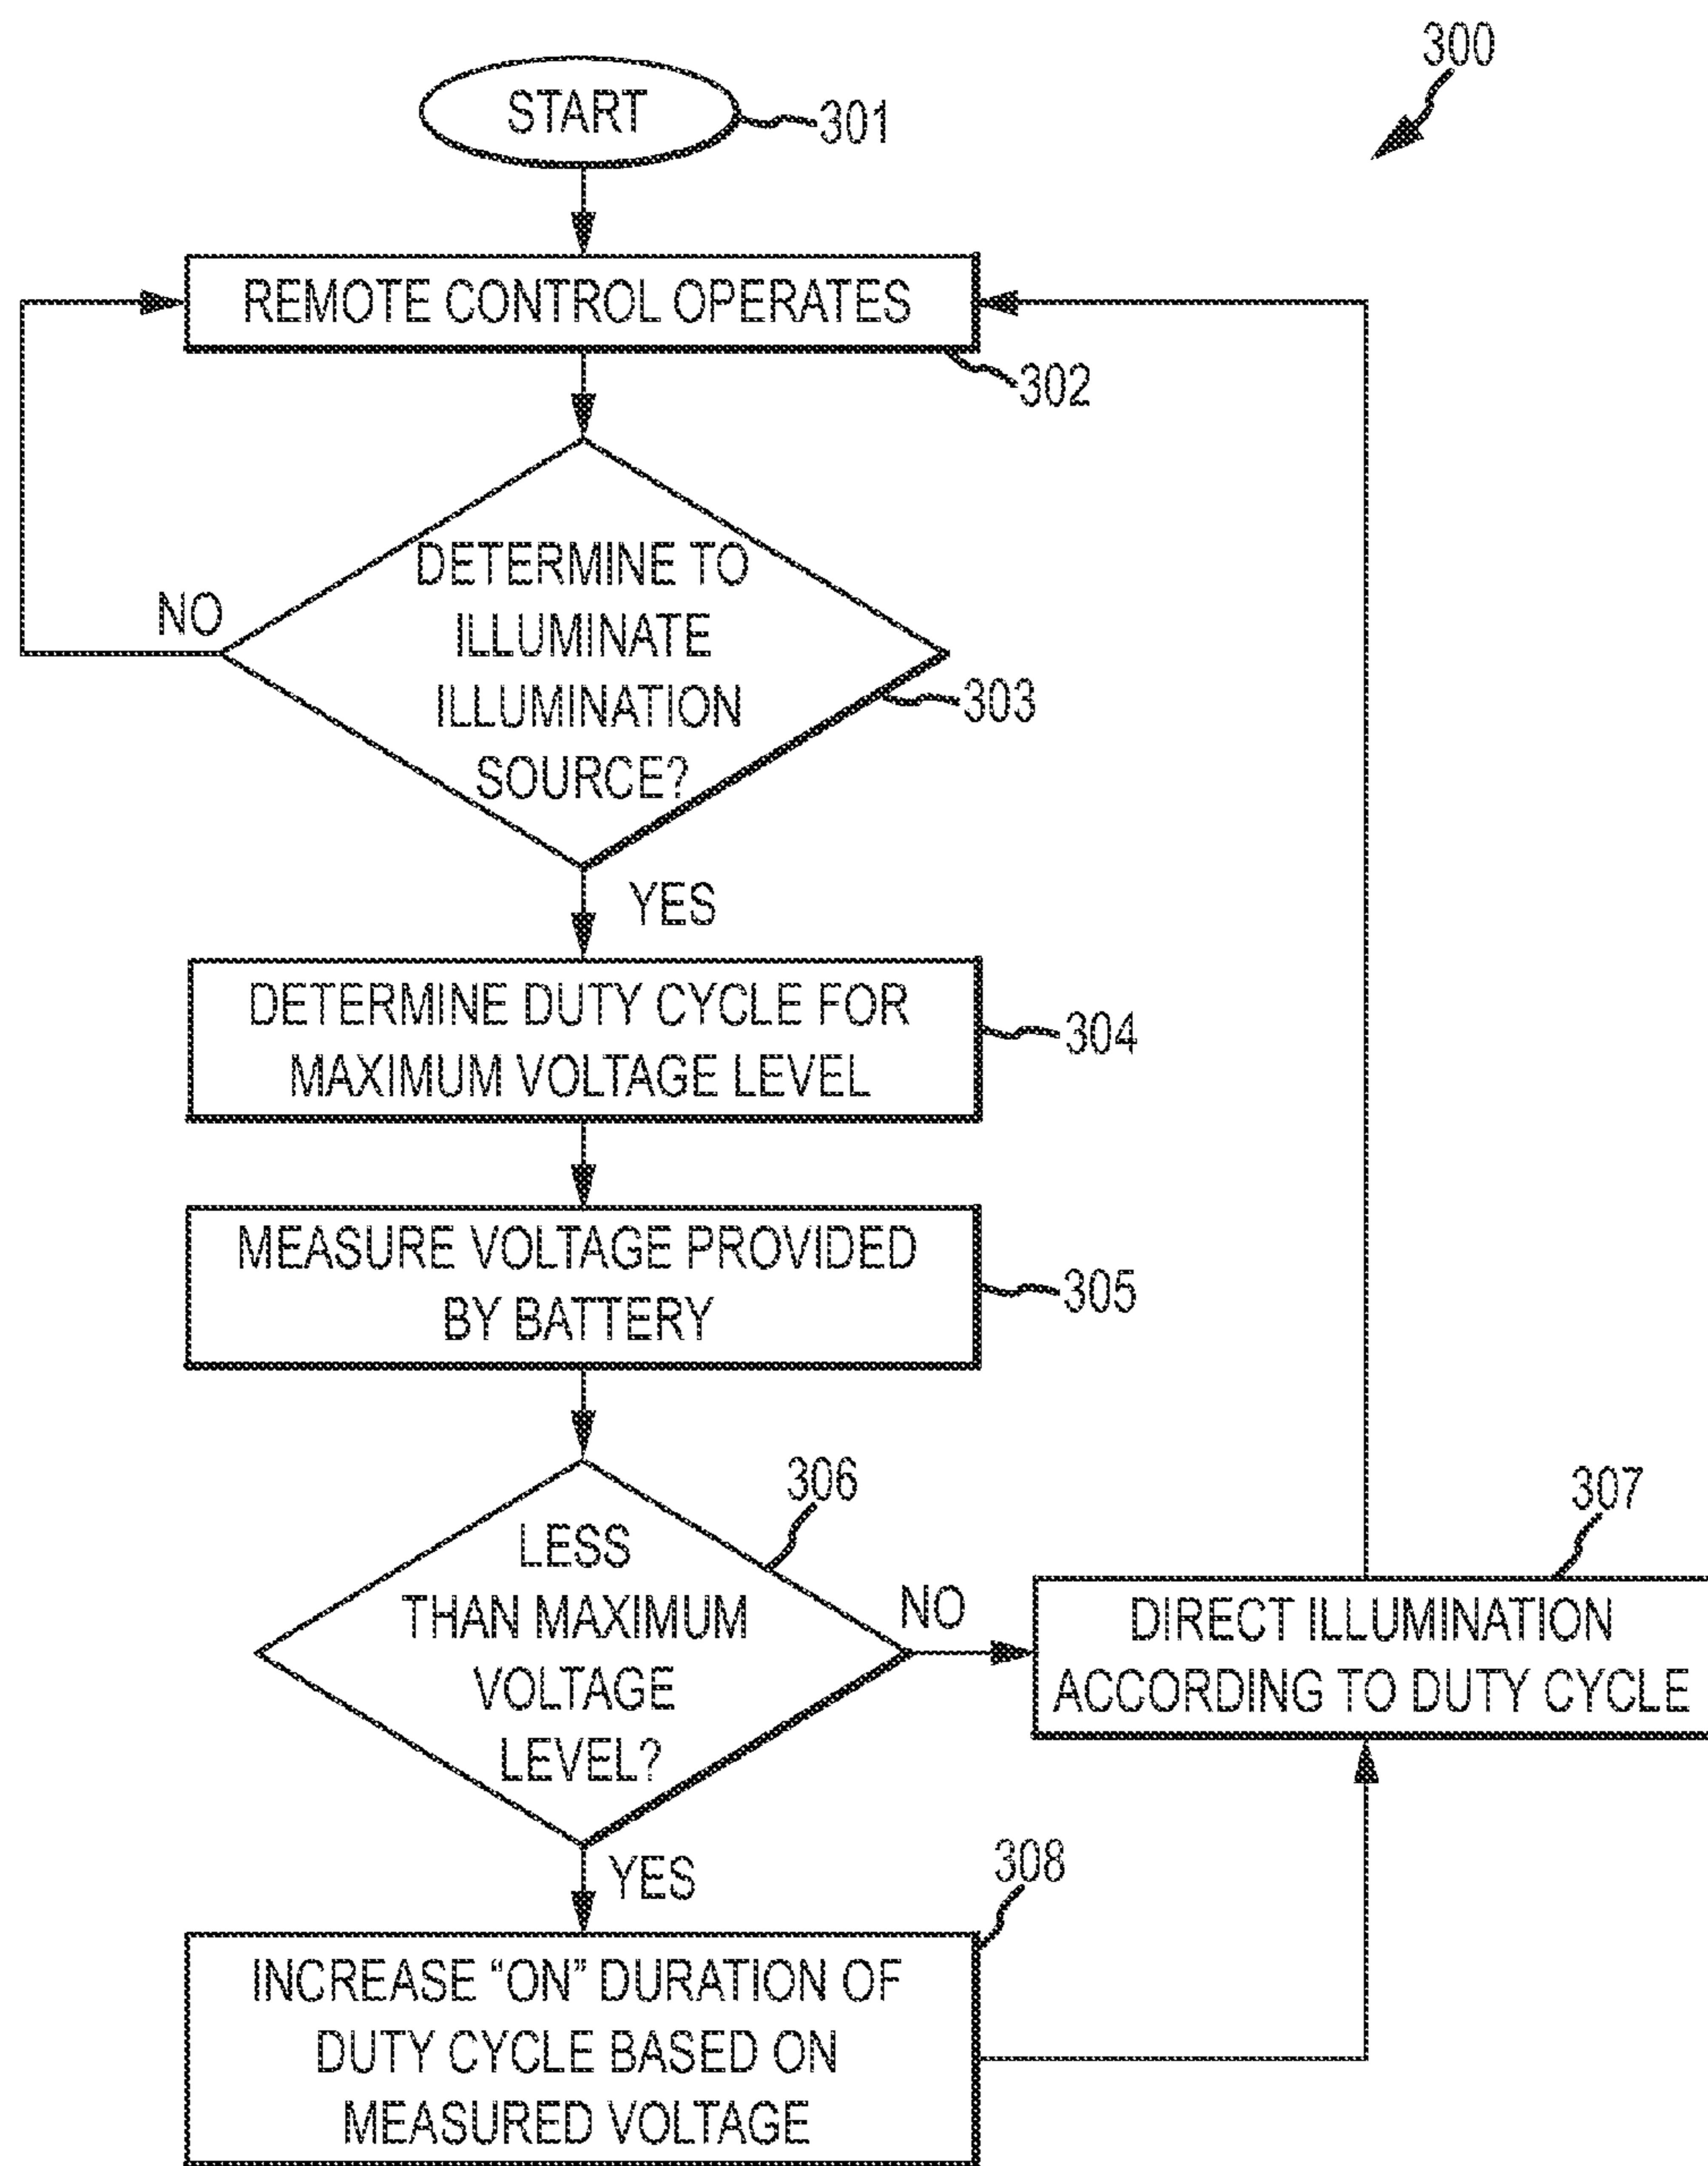 300
START
301
REMOTE CONTROL OPERATES
302
DETERMINE TO
ILLUMINATE
ILLUMINATION
SOURCE?
NO
303
YES
DETERMINE DUTY CYCLE FOR
MAXIMUM VOLTAGE LEVEL
304
MEASURE VOLTAGE PROVIDED
BY BATTERY
305
306
LESS
THAN MAXIMUM
VOLTAGE
LEVEL?
NO
307
DIRECT ILLUMINATION
ACCORDING TO DUTY CYCLE
YES
308
INCREASE “ON” DURATION OF
DUTY CYCLE BASED ON
MEASURED VOLTAGE